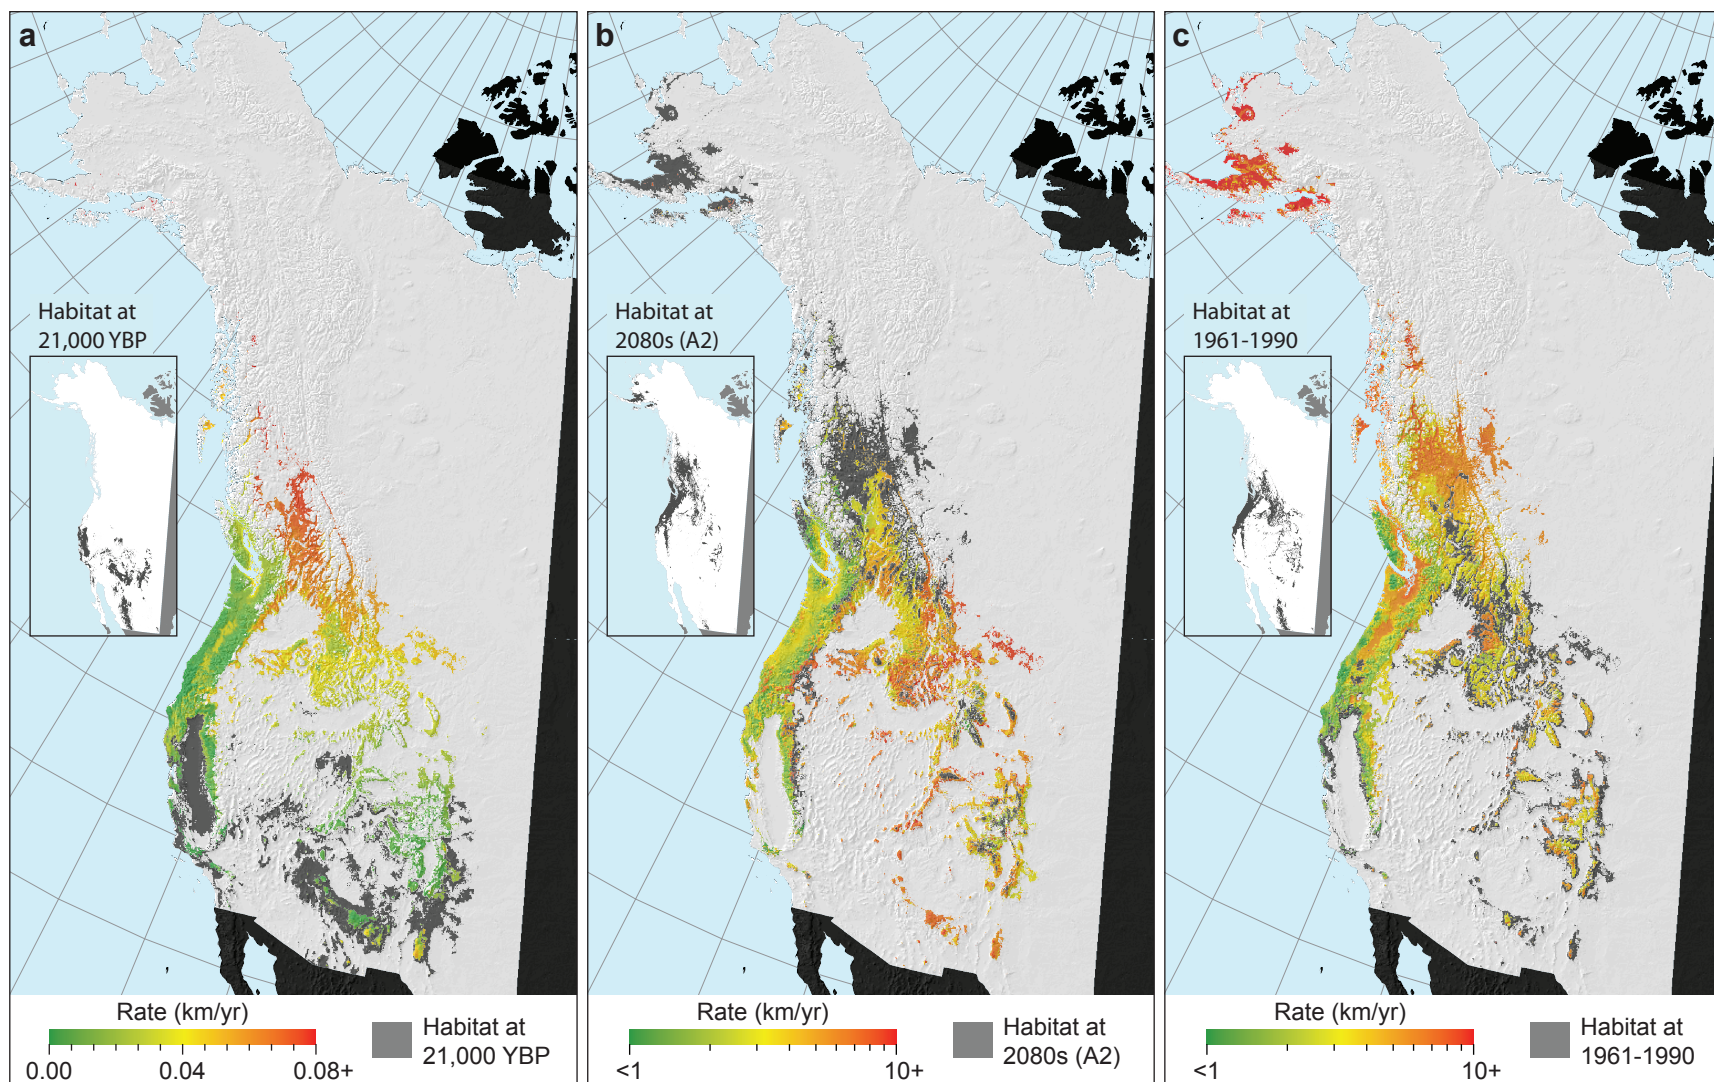 a
Habitat at
21,000 YBP
Rate (km/yr)
0.00 0.04 0.08+
Habitat at
21,000 YBP
b
Habitat at
2080s (A2)
Rate (km/yr)
<1 10+
Habitat at
2080s (A2)
c
Habitat at
1961-1990
Rate (km/yr)
<1 10+
Habitat at
1961-1990